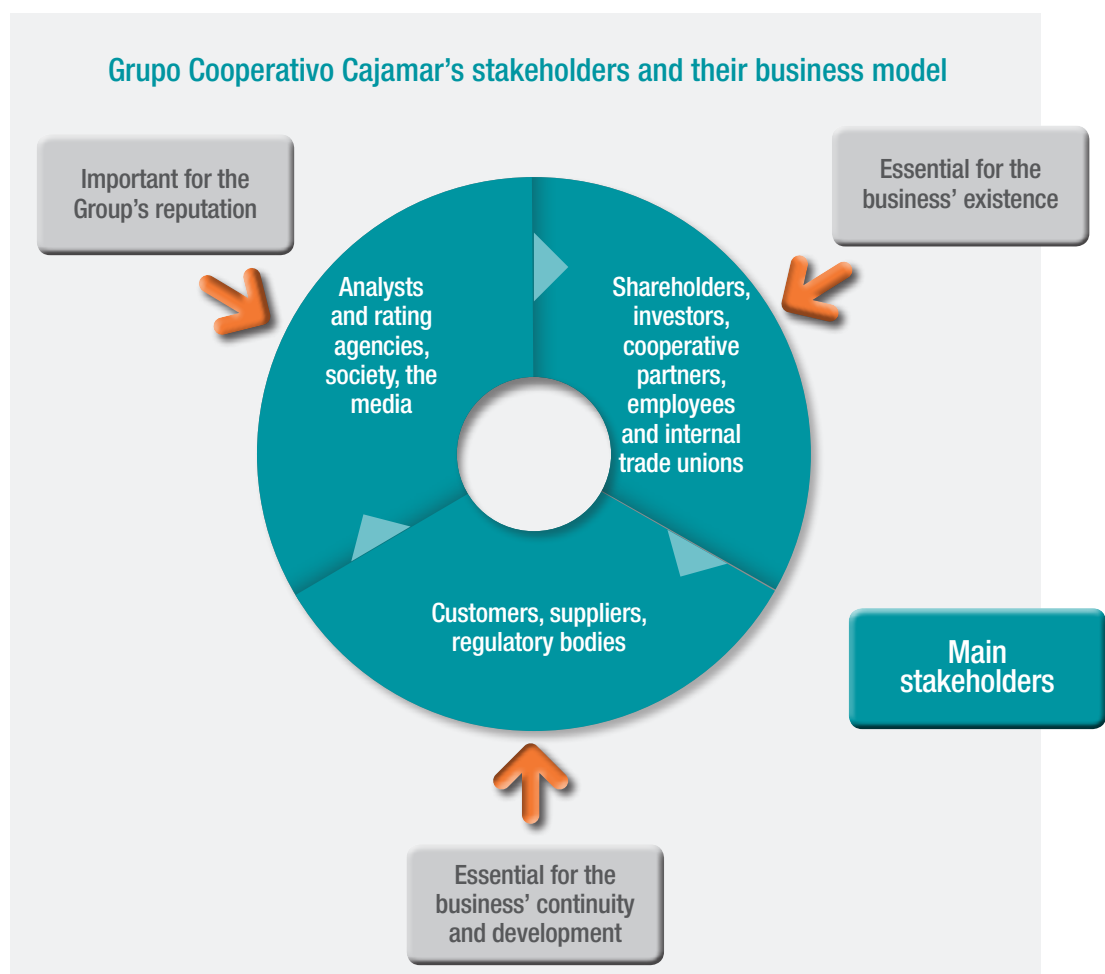 Grupo Cooperativo Cajamar's stakeholders and their business model
Important for the
Group's reputation
Essential for the
business' existence
Analysts
and rating
agencies,
society, the
media
Shareholders,
investors,
cooperative
partners,
employees
and internal
trade unions
Customers, suppliers,
regulatory bodies
Main
stakeholders
Essential for the
business' continuity
and development